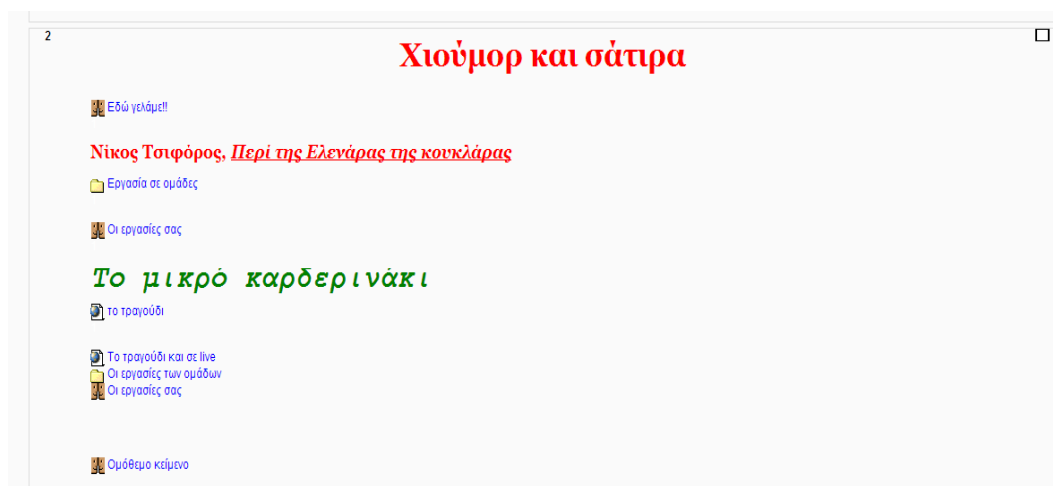 2
Χιούμορ και σάτιρα
Εδώ γελάμε!!
Νίκος Τσιφόρος, Περί της Ελενάρας της κουκλάρας
Εργασία σε ομάδες
Οι εργασίες σας
Το μικρό καρδερινάκι
το τραγούδι
Το τραγούδι και σε live
Οι εργασίες των ομάδων
Οι εργασίες σας
Ομόθεμο κείμενο